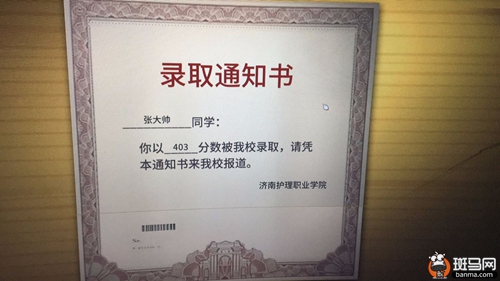 录取通知书
张大帅同学:
你以 403 分数被我校录取，请凭
本通知书来我校报道。
济南护理职业学院
斑马网
banma.com